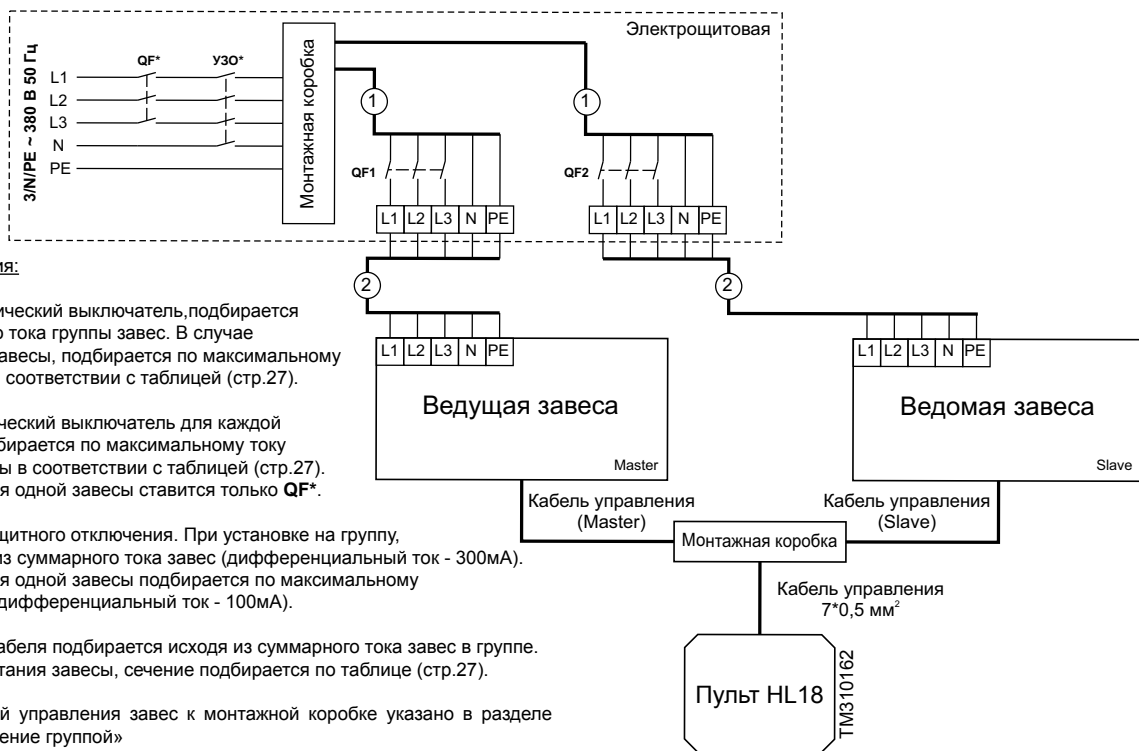 Электрощитовая
3/N/PE ~ 380 В 50 Гц
QF*
УЗО*
L1
L2
L3
N
PE
Монтажная коробка
1
1
QF1
QF2
L1 L2 L3 N PE
L1 L2 L3 N PE
2
2
L1 L2 L3 N PE
L1 L2 L3 N PE
Ведущая завеса
Master
Ведомая завеса
Slave
Кабель управления
(Master)
Кабель управления
(Slave)
Монтажная коробка
Кабель управления
7*0,5 мм²
Пульт HL18
TM310162
ия:
ический выключатель,подбирается
о тока группы завес. В случае
авесы, подбирается по максимальному
соответствии с таблицей (стр.27).
ческий выключатель для каждой
бирается по максимальному току
ы в соответствии с таблицей (стр.27).
я одной завесы ставится только QF*.
щитного отключения. При установке на группу,
из суммарного тока завес (дифференциальный ток - 300мА).
я одной завесы подбирается по максимальному
дифференциальный ток - 100мА).
абеля подбирается исходя из суммарного тока завес в группе.
тания завесы, сечение подбирается по таблице (стр.27).
й управления завес к монтажной коробке указано в разделе
ение группой»